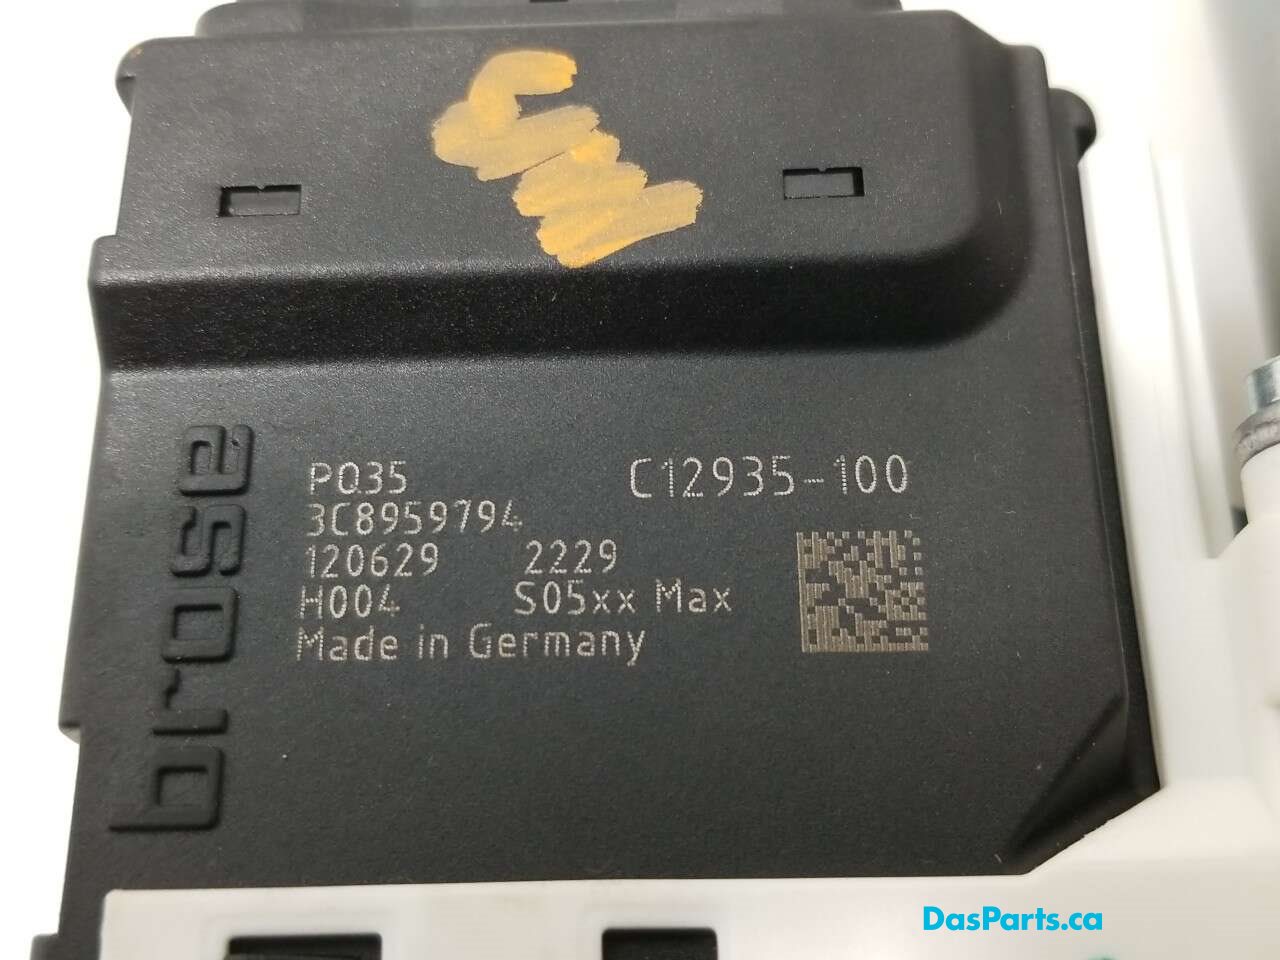 PQ35 C12935-100
3C8959794
120629 2229
H004 S05xx Max
Made in Germany
brose
DasParts.ca